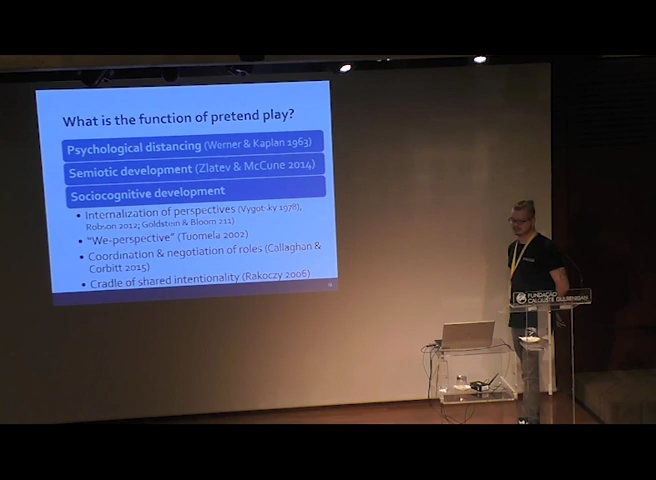 What is the function of pretend play?
Psychological distancing (Werner & Kaplan 1963)
Semiotic development (Zlatev & McCune 2014)
Sociocognitive development
• Internalization of perspectives (Vygotsky 1978),
Robson 2012; Goldstein & Bloom 211)
• "We-perspective" (Tuomela 2002)
• Coordination & negotiation of roles (Callaghan &
Corbitt 2015)
• Cradle of shared intentionality (Rakoczy 2006)
FUNDAÇÃO
CALOUSTE GULBENKIAN